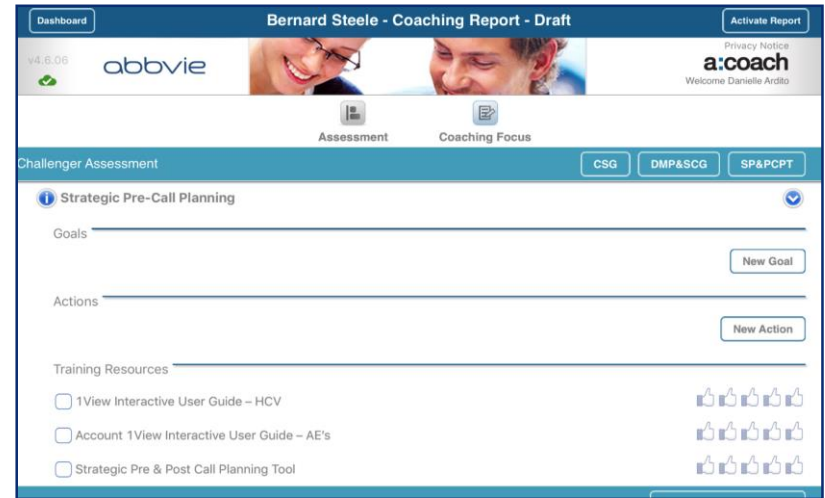 Dashboard
Bernard Steele - Coaching Report - Draft
Activate Report
v4.6.06
abbvie
Privacy Notice
a:coach
Welcome Danielle Ardito
Assessment
Coaching Focus
Challenger Assessment
CSG
DMP&SCG
SP&PCPT
Strategic Pre-Call Planning
Goals
New Goal
Actions
New Action
Training Resources
1View Interactive User Guide – HCV
Account 1View Interactive User Guide – AE's
Strategic Pre & Post Call Planning Tool